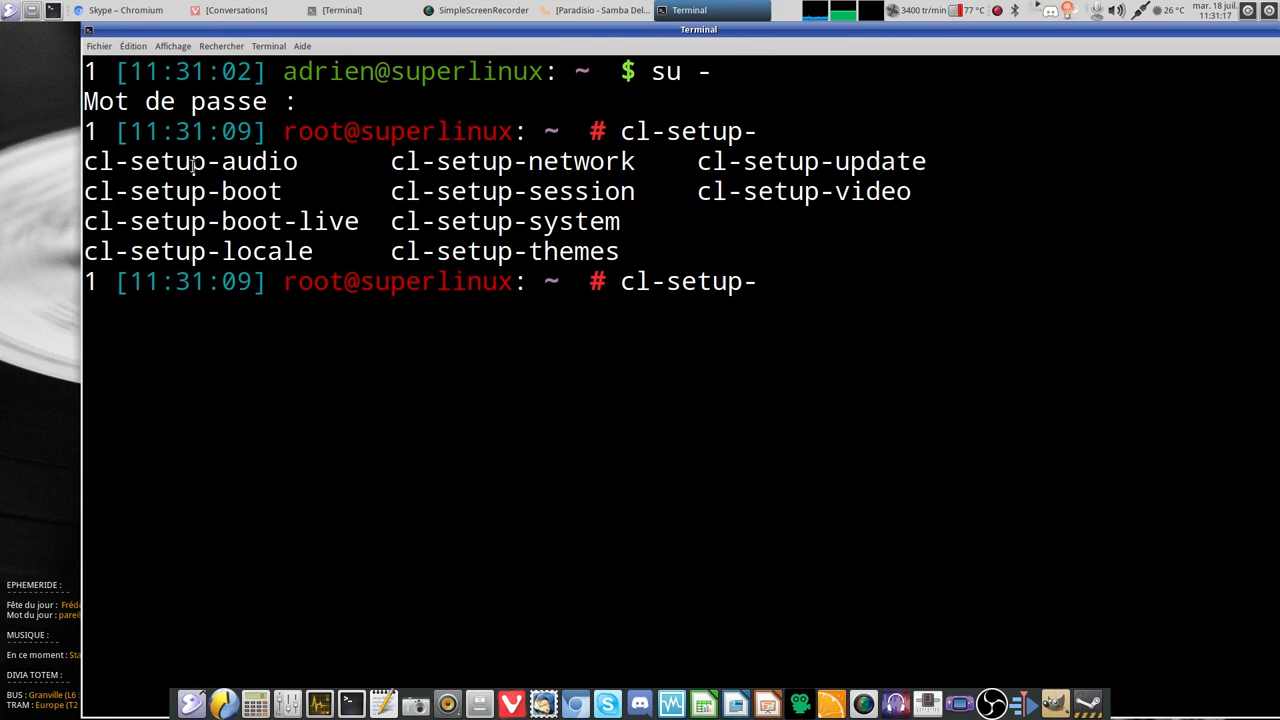 Skype – Chromium
[Conversations]
[Terminal]
SimpleScreenRecorder
[Paradisio - Samba Del...
Terminal
3400 tr/min
77 °C
26 °C
mar. 18 juil.
11:31:17
Terminal
Fichier Édition Affichage Rechercher Terminal Aide
1 [11:31:02] adrien@superlinux: ~ $ su -
Mot de passe :
1 [11:31:09] root@superlinux: ~ # cl-setup-
cl-setup-audio cl-setup-network cl-setup-update
cl-setup-boot cl-setup-session cl-setup-video
cl-setup-boot-live cl-setup-system
cl-setup-locale cl-setup-themes
1 [11:31:09] root@superlinux: ~ # cl-setup-
EPHEMERIDE :
Fête du jour : Fréd
Mot du jour : parei
MUSIQUE :
En ce moment : Sta
DIVIA TOTEM :
BUS : Granville (L6 :
TRAM : Europe (T2